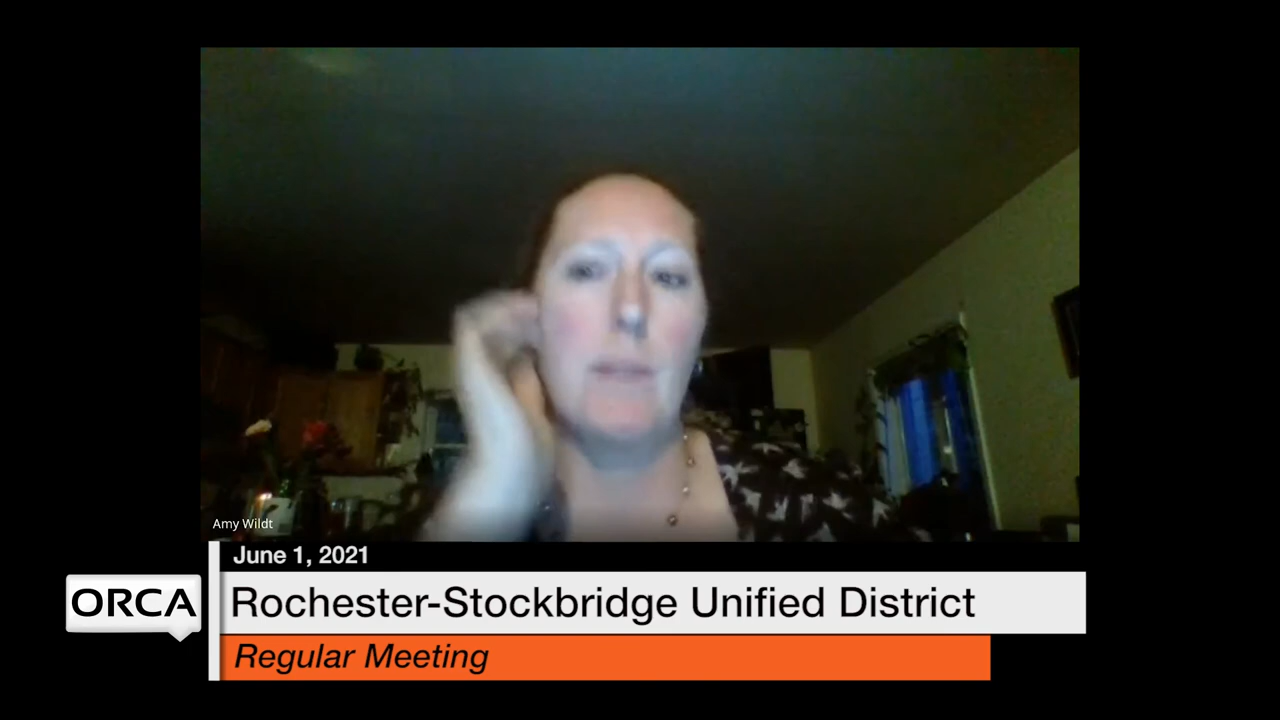 Amy Wildt
June 1, 2021
ORCA
Rochester-Stockbridge Unified District
Regular Meeting